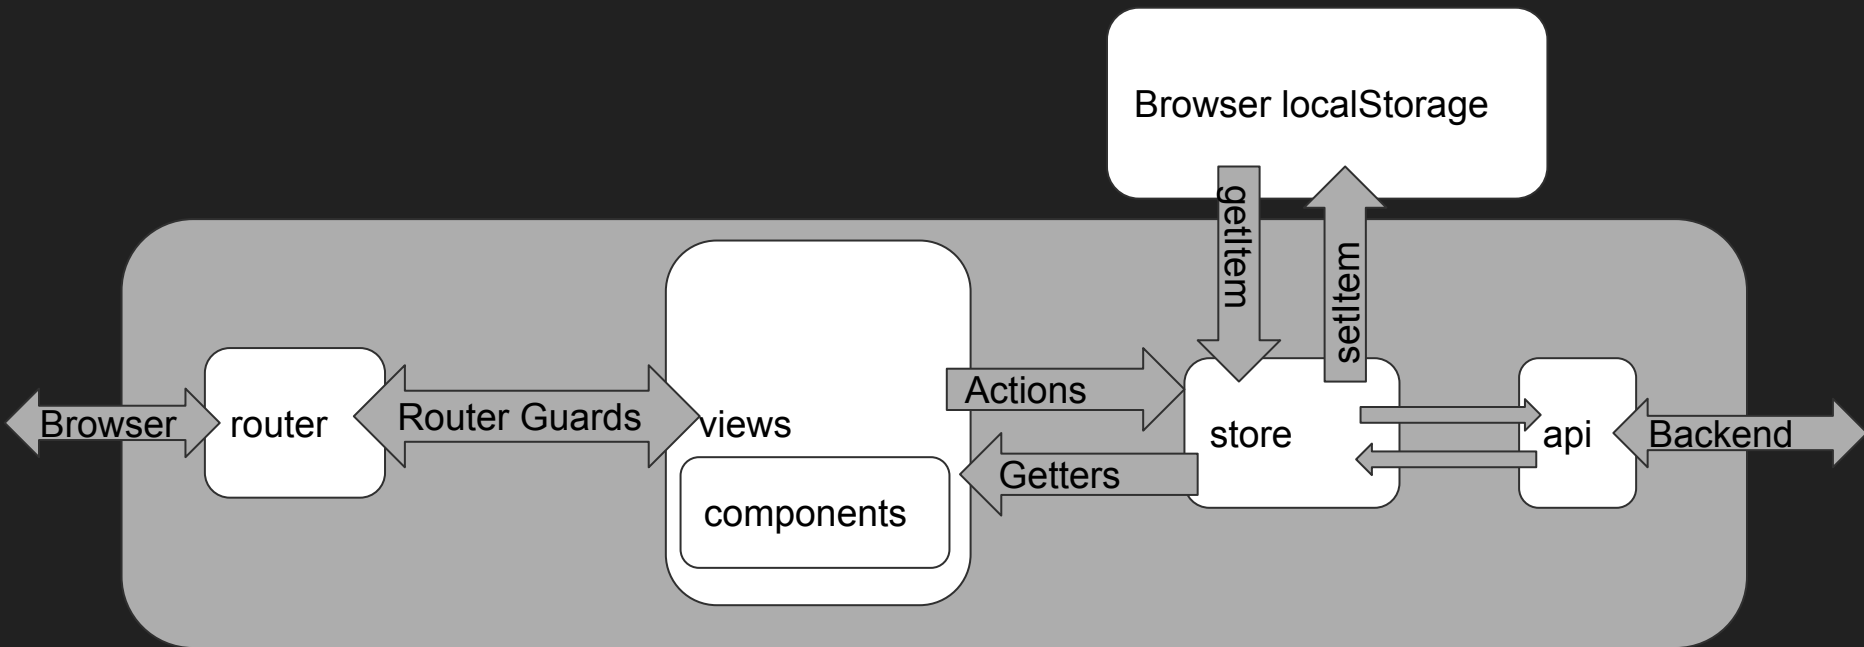 Browser localStorage
getItem
setItem
Browser
router
Router Guards
views
components
Actions
Getters
store
api
Backend